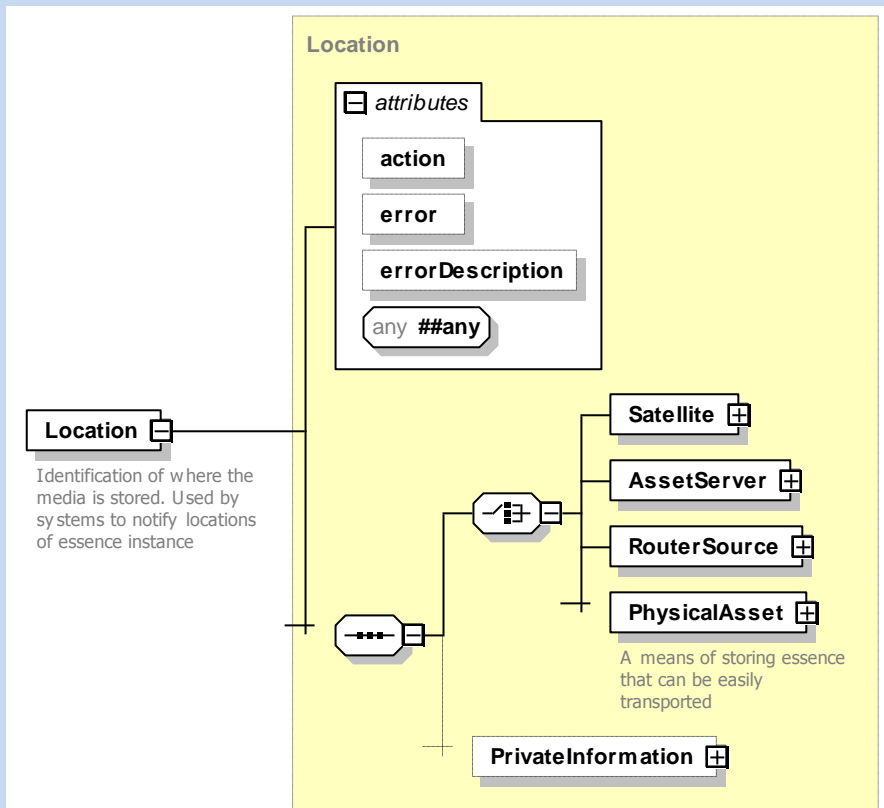 Location
attributes
action
error
errorDescription
any ##any
Location
Identification of where the
media is stored. Used by
systems to notify locations
of essence instance
Satellite
AssetServer
RouterSource
PhysicalAsset
A means of storing essence
that can be easily
transported
PrivateInformation